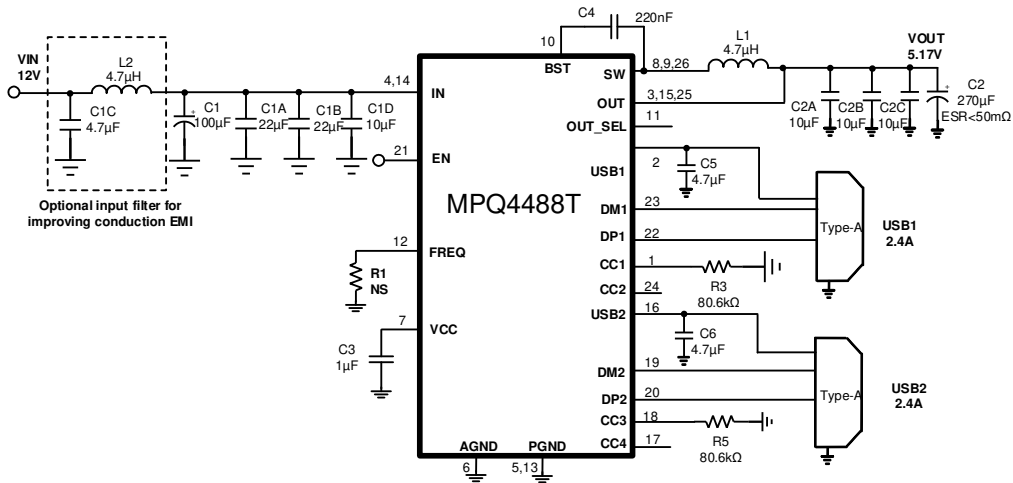 C4
220nF
10
BST
VIN
12V
L2
4.7µH
C1C
4.7µF
C1
100µF
C1A
22µF
C1B
22µF
C1D
10µF
+
4,14
IN
21
EN
Optional input filter for
improving conduction EMI
12
FREQ
R1
NS
7
VCC
C3
1µF
MPQ4488T
AGND
6
PGND
5,13
SW
8,9,26
L1
4.7µH
VOUT
5.17V
OUT
3,15,25
OUT_SEL
11
C2A
10µF
C2B
10µF
C2C
10µF
+
C2
270µF
ESR<50mΩ
USB1
2
C5
4.7µF
DM1
23
DP1
22
Type-A
USB1
2.4A
CC1
1
R3
80.6kΩ
CC2
24
USB2
16
C6
4.7µF
DM2
19
DP2
20
Type-A
USB2
2.4A
CC3
18
R5
80.6kΩ
CC4
17